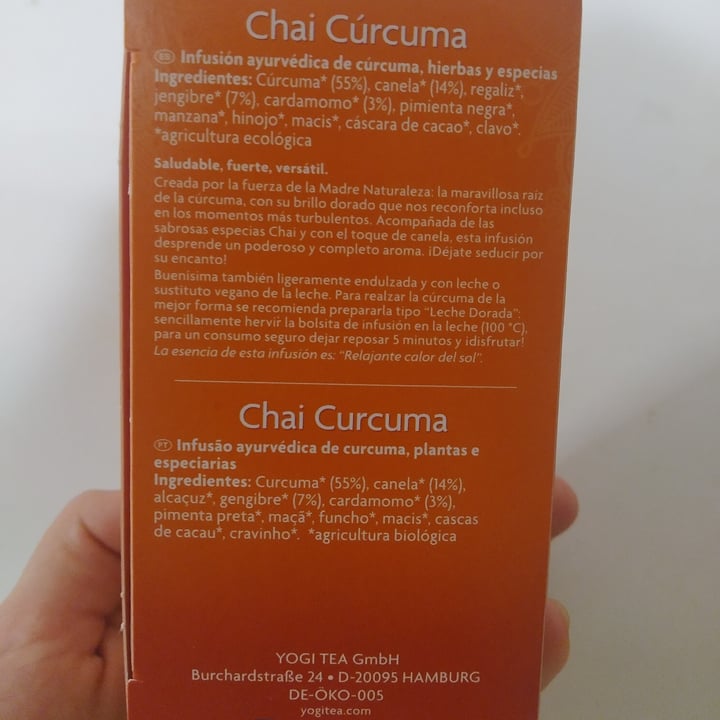 Chai Cúrcuma
ES Infusión ayurvédica de cúrcuma, hierbas y especias
Ingredientes: Cúrcuma* (55%), canela* (14%), regaliz*,
jengibre* (7%), cardamomo* (3%), pimienta negra*,
manzana*, hinojo*, macis*, cáscara de cacao*, clavo*.
*agricultura ecológica
Saludable, fuerte, versátil.
Creada por la fuerza de la Madre Naturaleza: la maravillosa raíz
de la cúrcuma, con su brillo dorado que nos reconforta incluso
en los momentos más turbulentos. Acompañada de las
sabrosas especias Chai y con el toque de canela, esta infusión
desprende un poderoso y completo aroma. ¡Déjate seducir por
su encanto!
Buenísima también ligeramente endulzada y con leche o
sustituto vegano de la leche. Para realzar la cúrcuma de la
mejor forma se recomienda prepararla tipo "Leche Dorada":
sencillamente hervir la bolsita de infusión en la leche (100 °C),
para un consumo seguro dejar reposar 5 minutos y ¡disfrutar!
La esencia de esta infusión es: "Relajante calor del sol".
Chai Curcuma
PT Infusão ayurvédica de curcuma, plantas e
especiarias
Ingredientes: Curcuma* (55%), canela* (14%),
alcaçuz*, gengibre* (7%), cardamomo* (3%),
pimenta preta*, maçã*, funcho*, macis*, cascas
de cacau*, cravinho*. *agricultura biológica
YOGI TEA GmbH
Burchardstraße 24 • D-20095 HAMBURG
DE-ÖKO-005
yogitea.com